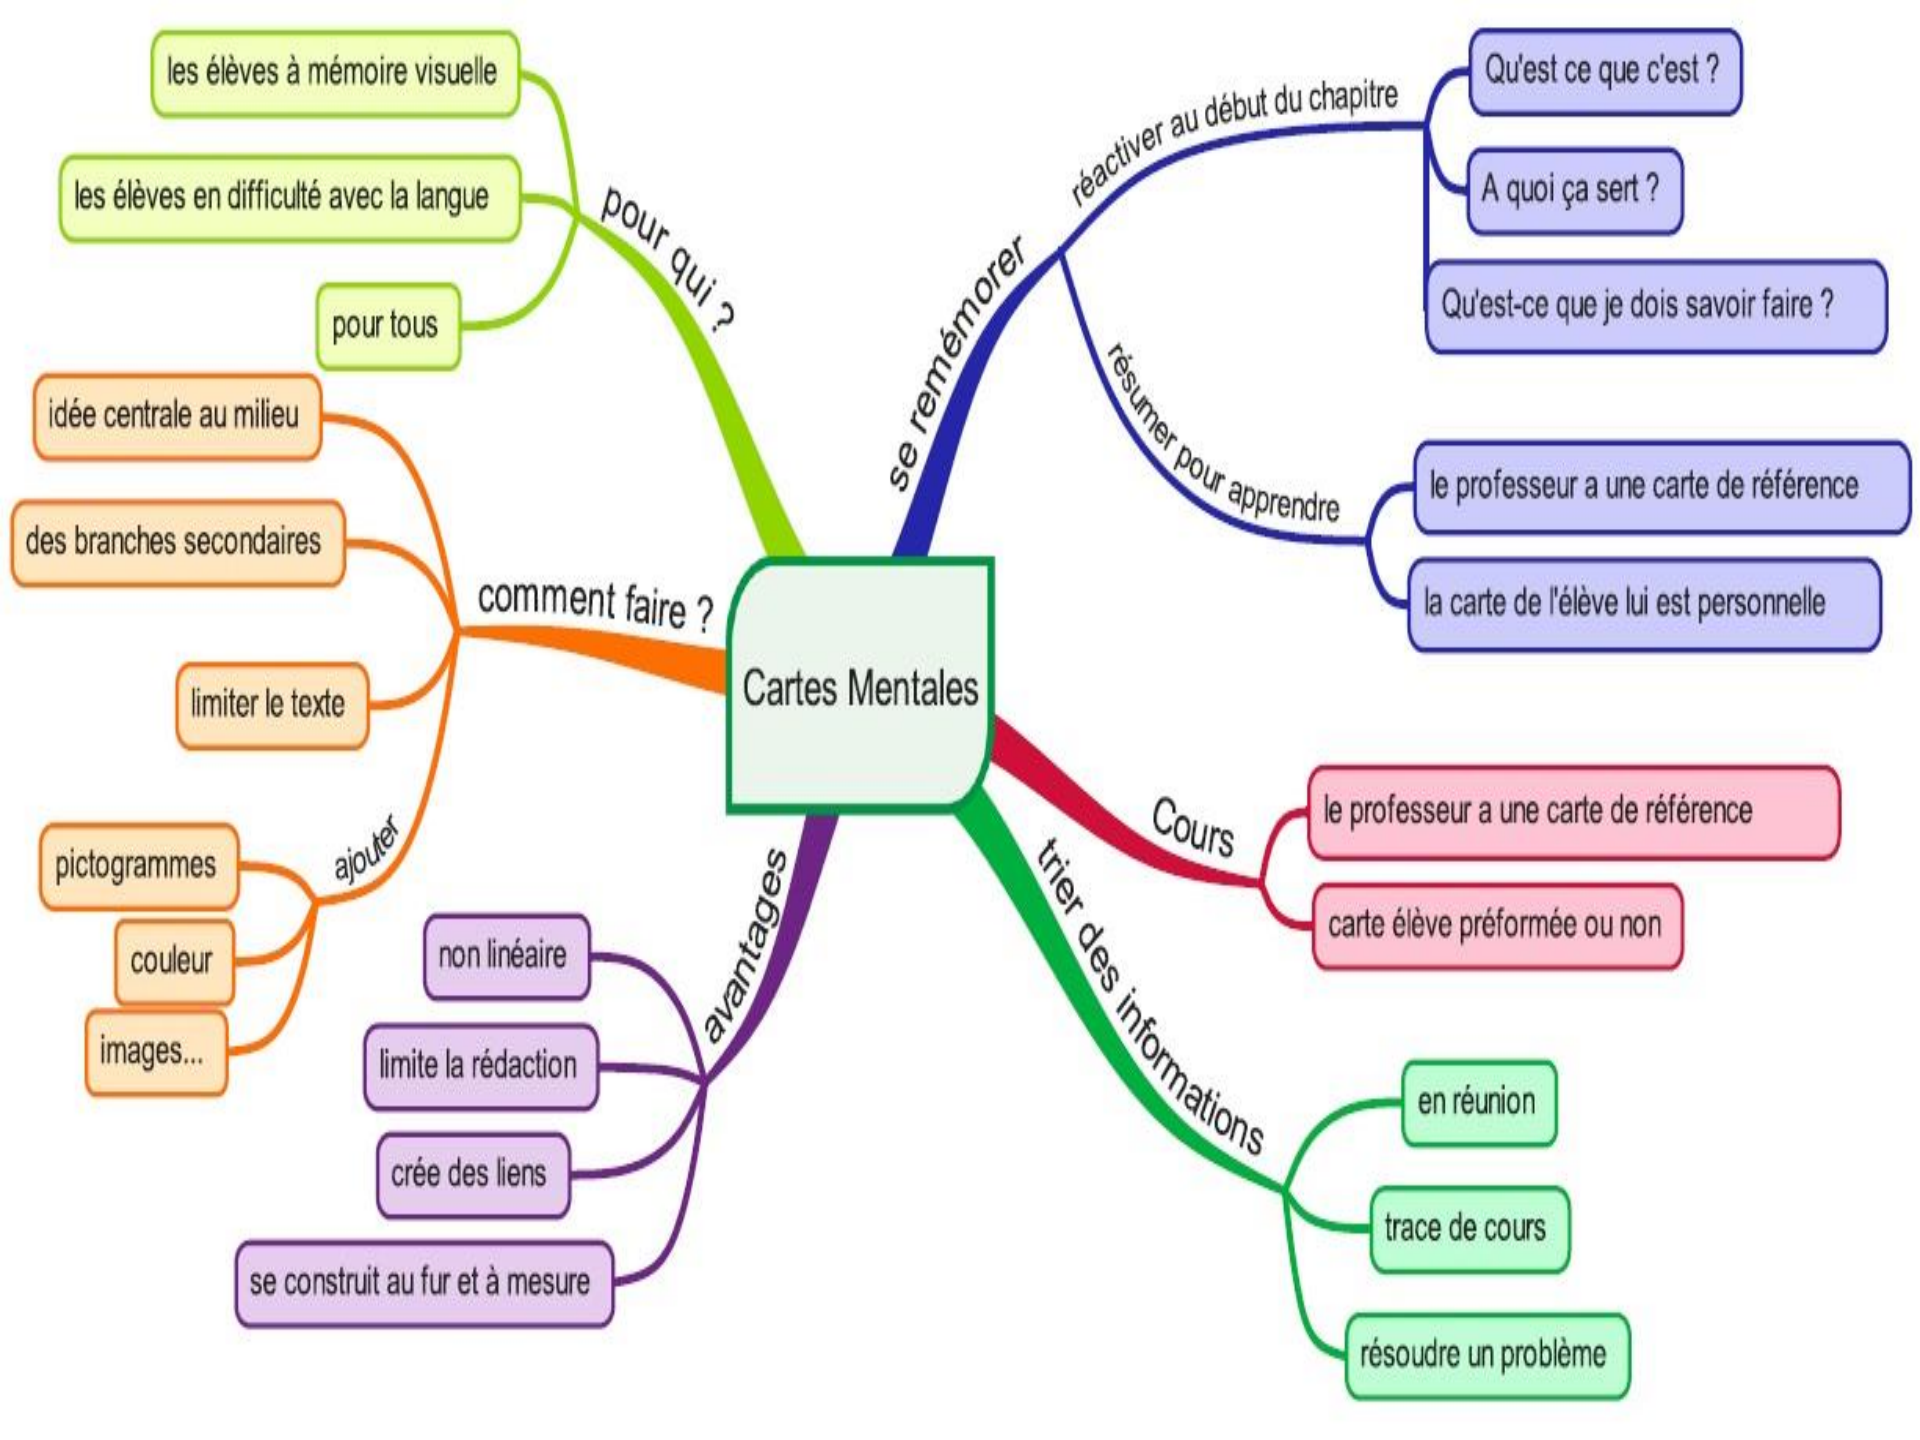 Cartes Mentales
pour qui ?
les élèves à mémoire visuelle
les élèves en difficulté avec la langue
pour tous
comment faire ?
idée centrale au milieu
des branches secondaires
limiter le texte
ajouter
pictogrammes
couleur
images...
avantages
non linéaire
limite la rédaction
crée des liens
se construit au fur et à mesure
se remémorer
réactiver au début du chapitre
Qu'est ce que c'est ?
A quoi ça sert ?
Qu'est-ce que je dois savoir faire ?
résumer pour apprendre
le professeur a une carte de référence
la carte de l'élève lui est personnelle
Cours
le professeur a une carte de référence
carte élève préformée ou non
trier des informations
en réunion
trace de cours
résoudre un problème